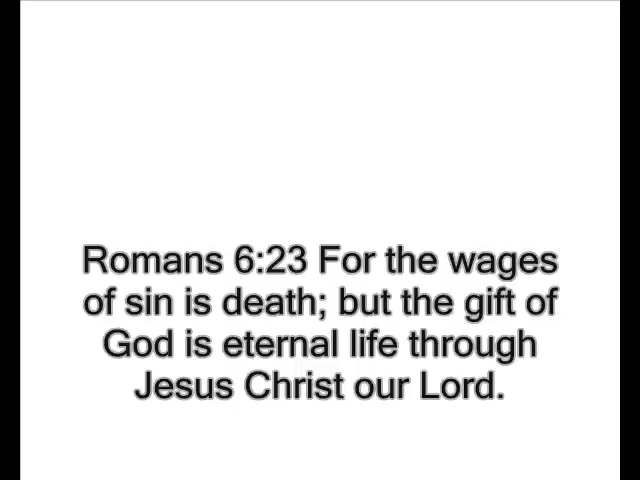 Romans 6:23 For the wages
of sin is death; but the gift of
God is eternal life through
Jesus Christ our Lord.